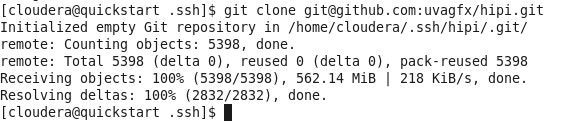 [cloudera@quickstart .ssh]$ git clone git@github.com:uvagfx/hipi.git
Initialized empty Git repository in /home/cloudera/.ssh/hipi/.git/
remote: Counting objects: 5398, done.
remote: Total 5398 (delta 0), reused 0 (delta 0), pack-reused 5398
Receiving objects: 100% (5398/5398), 562.14 MiB | 218 KiB/s, done.
Resolving deltas: 100% (2832/2832), done.
[cloudera@quickstart .ssh]$